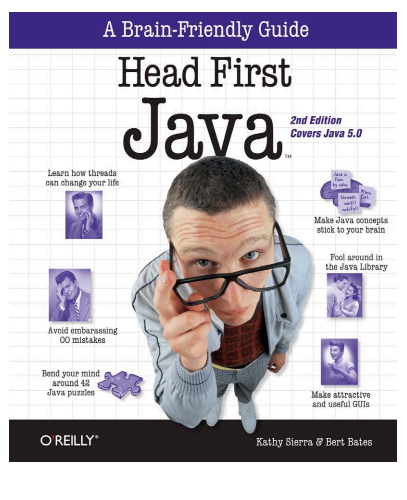 A Brain-Friendly Guide
Head First
Java
™
2nd Edition
Covers Java 5.0
Learn how threads
can change your life
Make Java concepts
stick to your brain
Fool around in
the Java Library
Avoid embarassing
OO mistakes
Bend your mind
around 42
Java puzzles
Make attractive
and useful GUIs
O'REILLY®
Kathy Sierra & Bert Bates